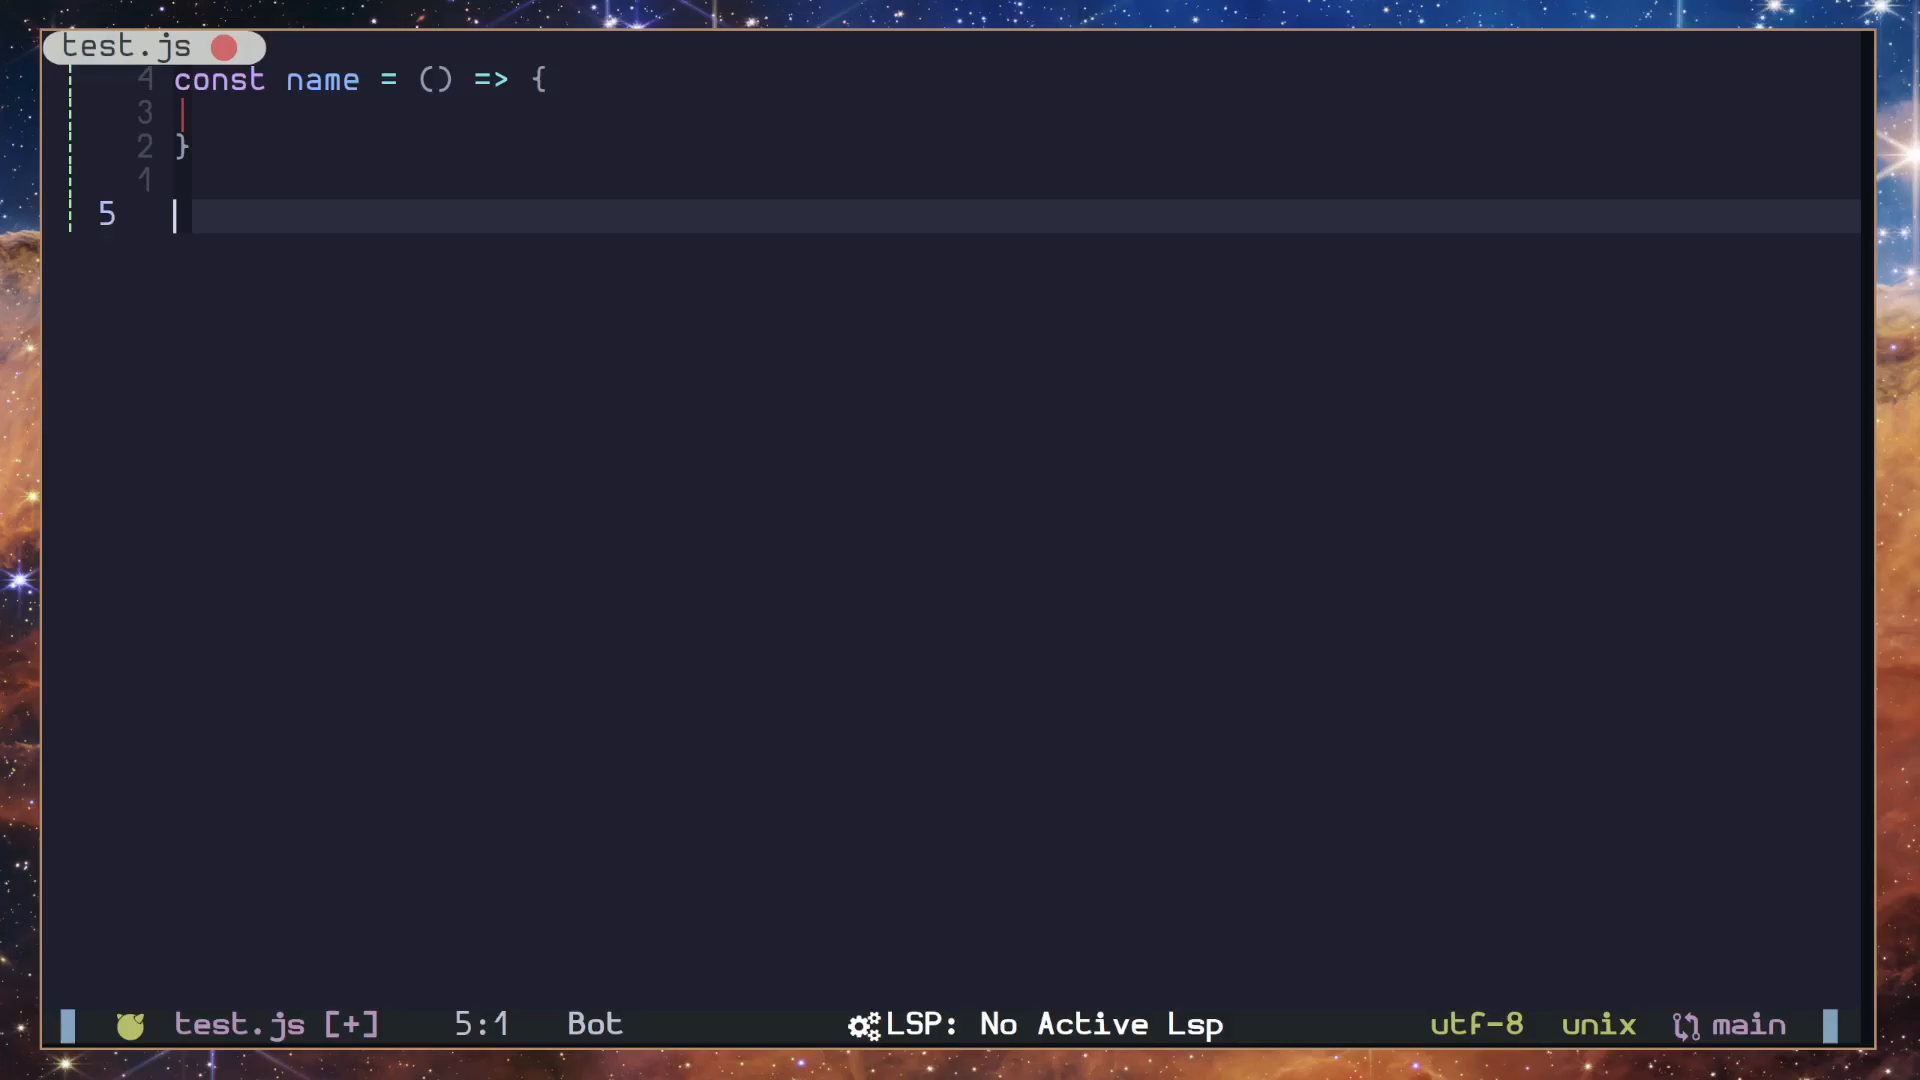 test.js
4 const name = () => {
3
2 }
1
5
test.js [+] 5:1 Bot LSP: No Active Lsp utf-8 unix main